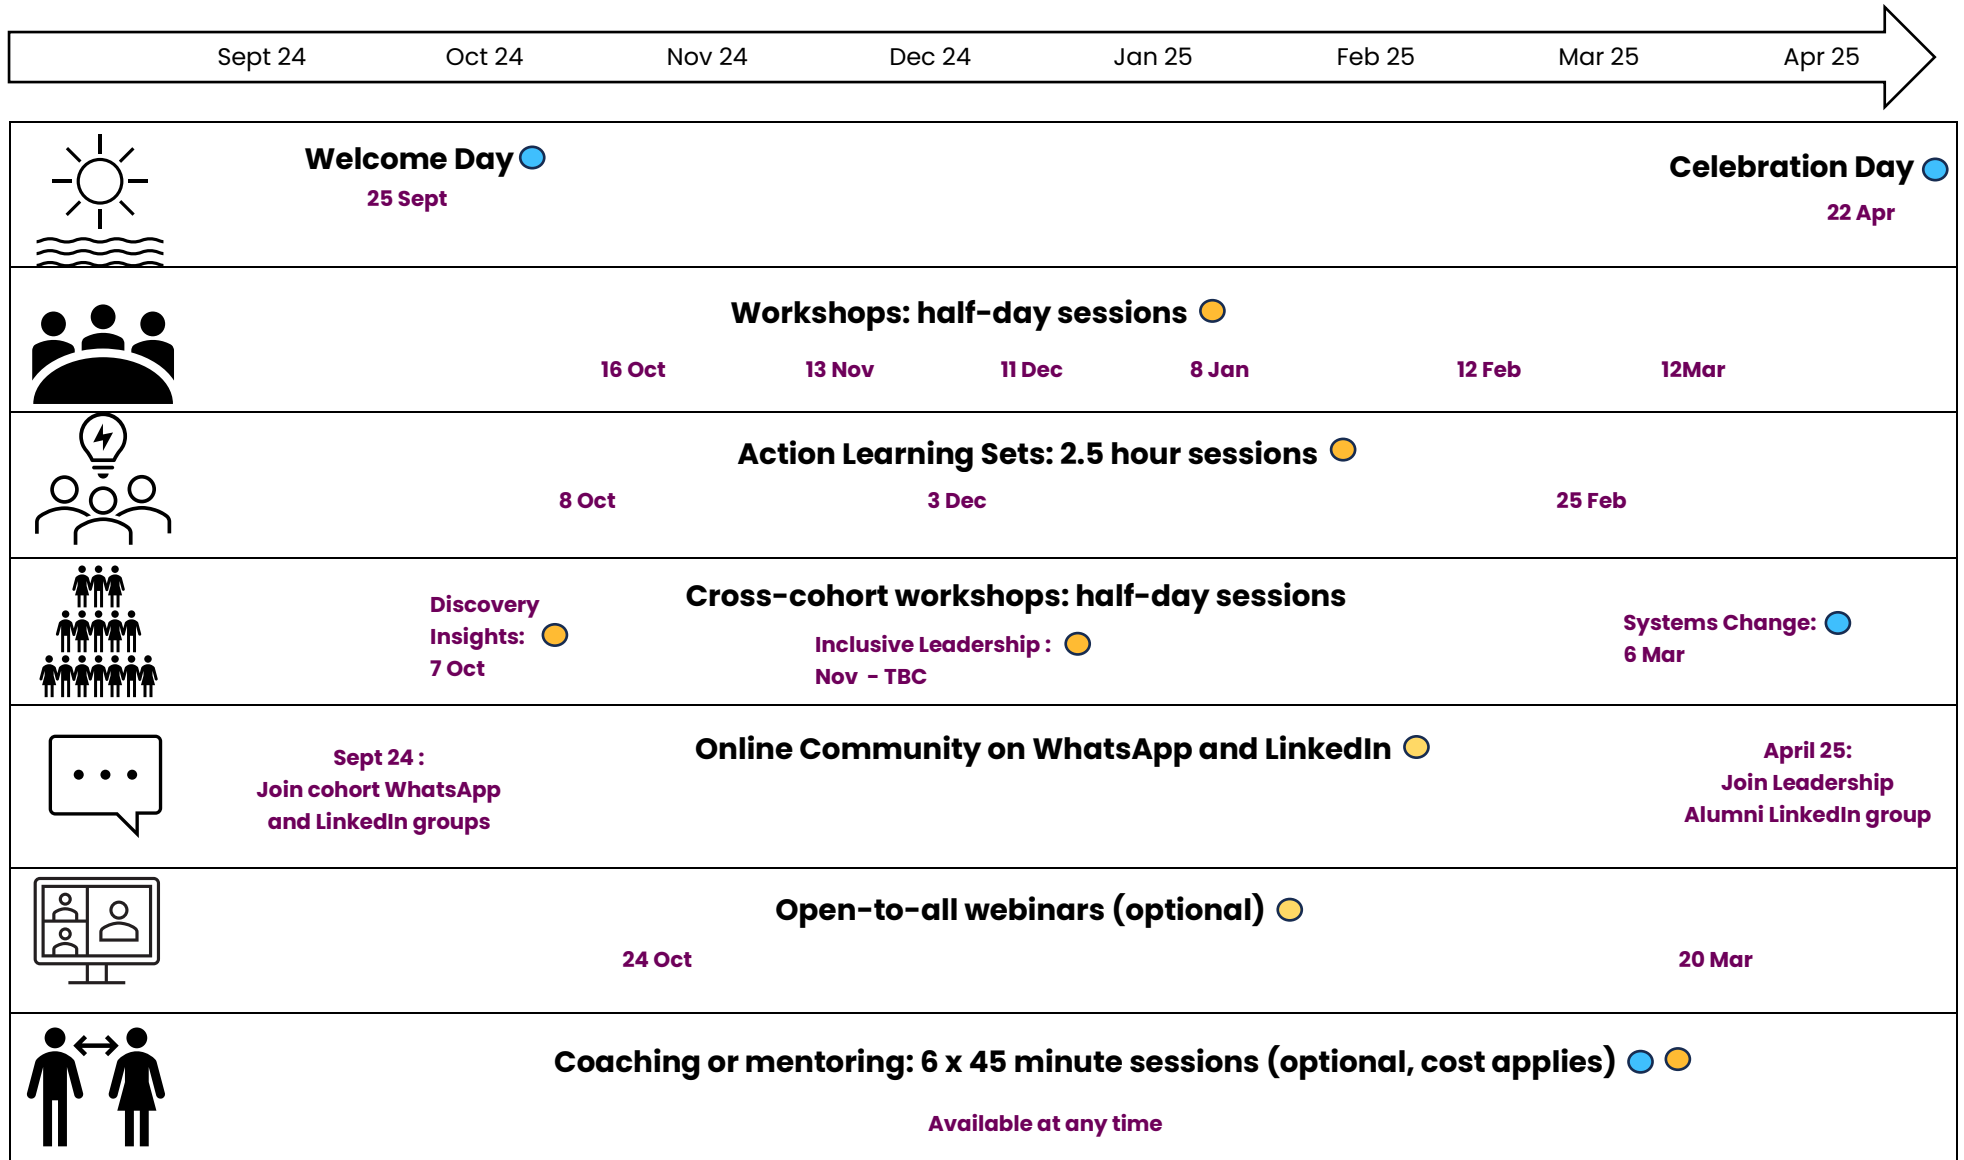 Sept 24 Oct 24 Nov 24 Dec 24 Jan 25 Feb 25 Mar 25 Apr 25
Welcome Day
25 Sept
Celebration Day
22 Apr
Workshops: half-day sessions
16 Oct 13 Nov 11 Dec 8 Jan 12 Feb 12Mar
Action Learning Sets: 2.5 hour sessions
8 Oct 3 Dec 25 Feb
Cross-cohort workshops: half-day sessions
Discovery
Insights:
7 Oct
Inclusive Leadership :
Nov - TBC
Systems Change:
6 Mar
Online Community on WhatsApp and LinkedIn
Sept 24 :
Join cohort WhatsApp
and LinkedIn groups
April 25:
Join Leadership
Alumni LinkedIn group
Open-to-all webinars (optional)
24 Oct 20 Mar
Coaching or mentoring: 6 x 45 minute sessions (optional, cost applies)
Available at any time